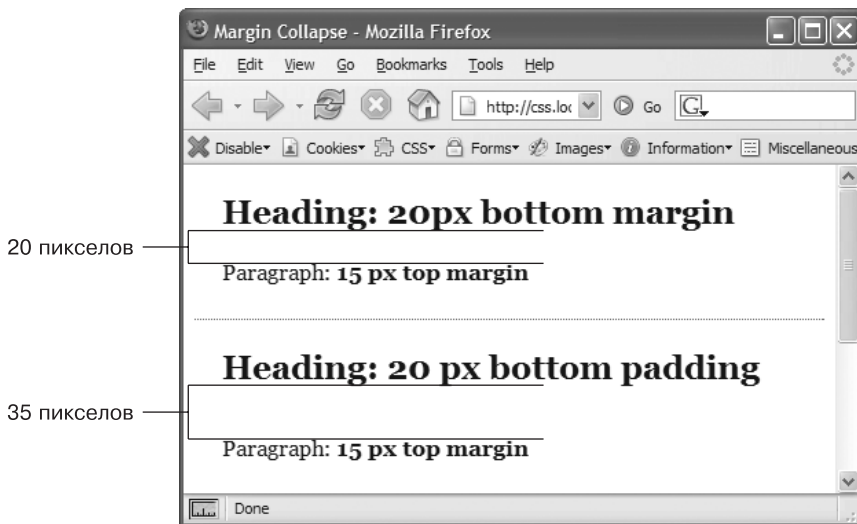 Margin Collapse - Mozilla Firefox
File Edit View Go Bookmarks Tools Help
http://css.loc Go G
Disable Cookies CSS Forms Images Information Miscellaneous
Heading: 20px bottom margin
20 пикселов
Paragraph: 15 px top margin
Heading: 20 px bottom padding
35 пикселов
Paragraph: 15 px top margin
Done